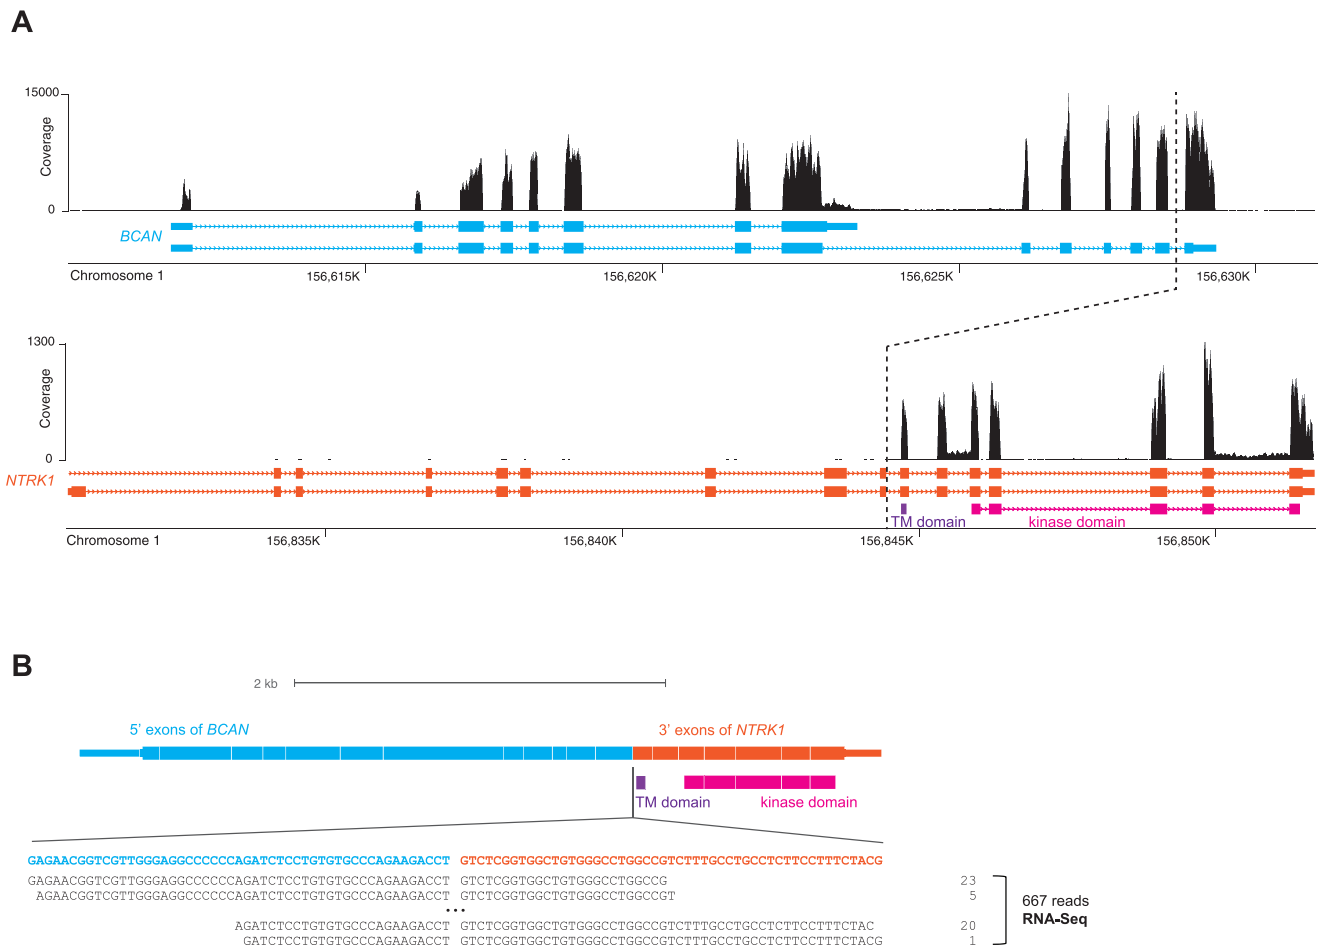 A
15000
Coverage
0
BCAN
Chromosome 1
156,615K
156,620K
156,625K
156,630K
1300
Coverage
0
NTRK1
TM domain
kinase domain
Chromosome 1
156,835K
156,840K
156,845K
156,850K
B
2 kb
5’ exons of BCAN
3’ exons of NTRK1
TM domain
kinase domain
GAGAACGGTCGTTGGGAGGCCCCCCAGATCTCCTGTGTGCCCAGAAGACCT GTCTCGGTGGCTGTGGGCCTGGCCGTCTTTGCCTGCCTCTTCCTTTCTACG
GAGAACGGTCGTTGGGAGGCCCCCCAGATCTCCTGTGTGCCCAGAAGACCT GTCTCGGTGGCTGTGGGCCTGGCCG 23
AGAACGGTCGTTGGGAGGCCCCCCAGATCTCCTGTGTGCCCAGAAGACCT GTCTCGGTGGCTGTGGGCCTGGCCGT 5
...
AGATCTCCTGTGTGCCCAGAAGACCT GTCTCGGTGGCTGTGGGCCTGGCCGTCTTTGCCTGCCTCTTCCTTTCTAC 20
GATCTCCTGTGTGCCCAGAAGACCT GTCTCGGTGGCTGTGGGCCTGGCCGTCTTTGCCTGCCTCTTCCTTTCTACG 1
667 reads
RNA-Seq